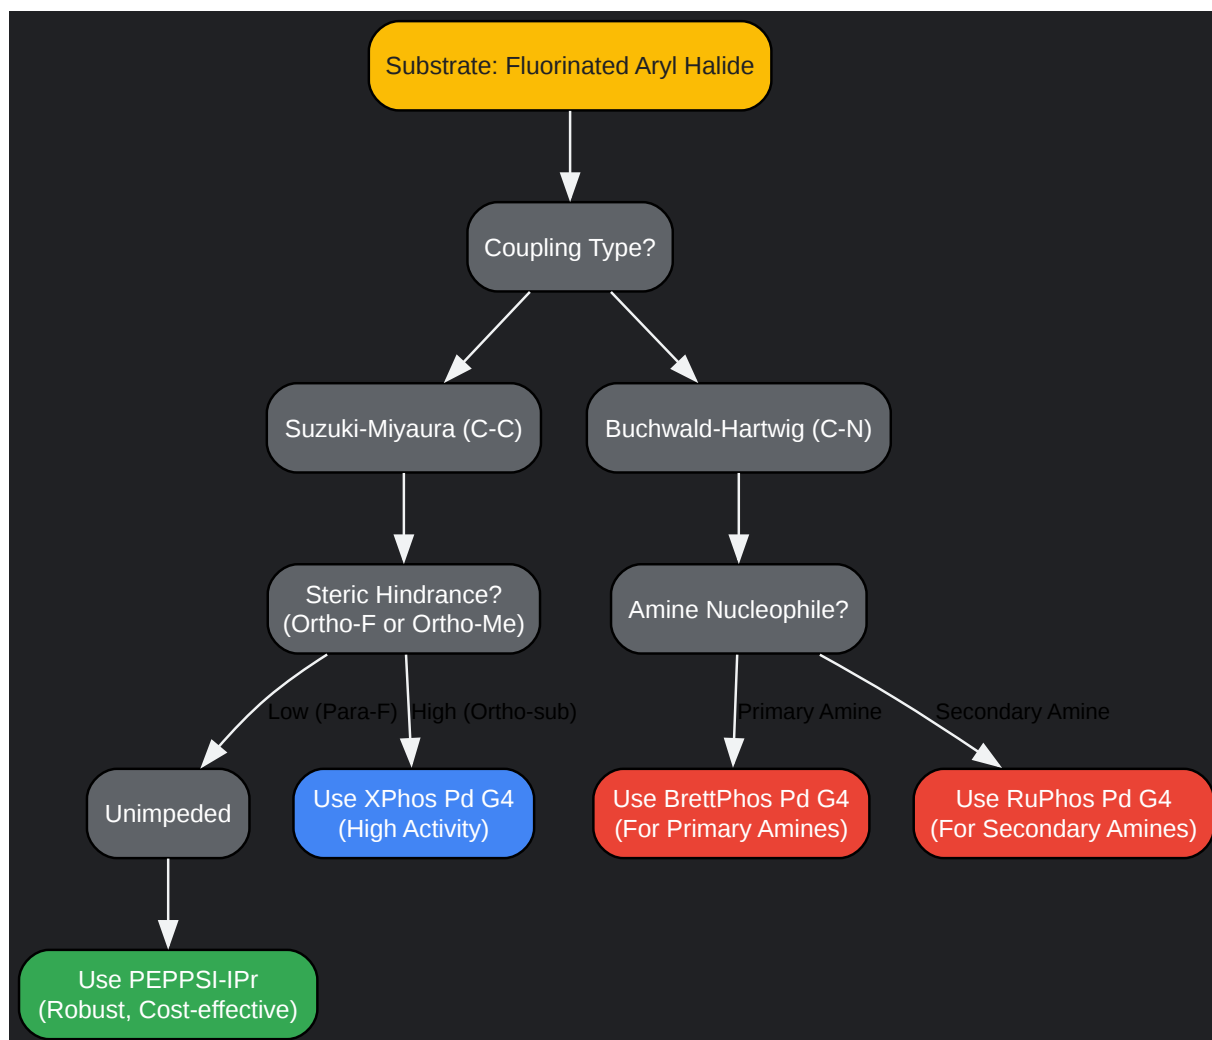 Substrate: Fluorinated Aryl Halide
Coupling Type?
Suzuki-Miyaura (C-C)
Buchwald-Hartwig (C-N)
Steric Hindrance?
(Ortho-F or Ortho-Me)
Amine Nucleophile?
Low (Para-F)
High (Ortho-sub)
Primary Amine
Secondary Amine
Unimpeded
Use XPhos Pd G4
(High Activity)
Use BrettPhos Pd G4
(For Primary Amines)
Use RuPhos Pd G4
(For Secondary Amines)
Use PEPPSI-IPr
(Robust, Cost-effective)